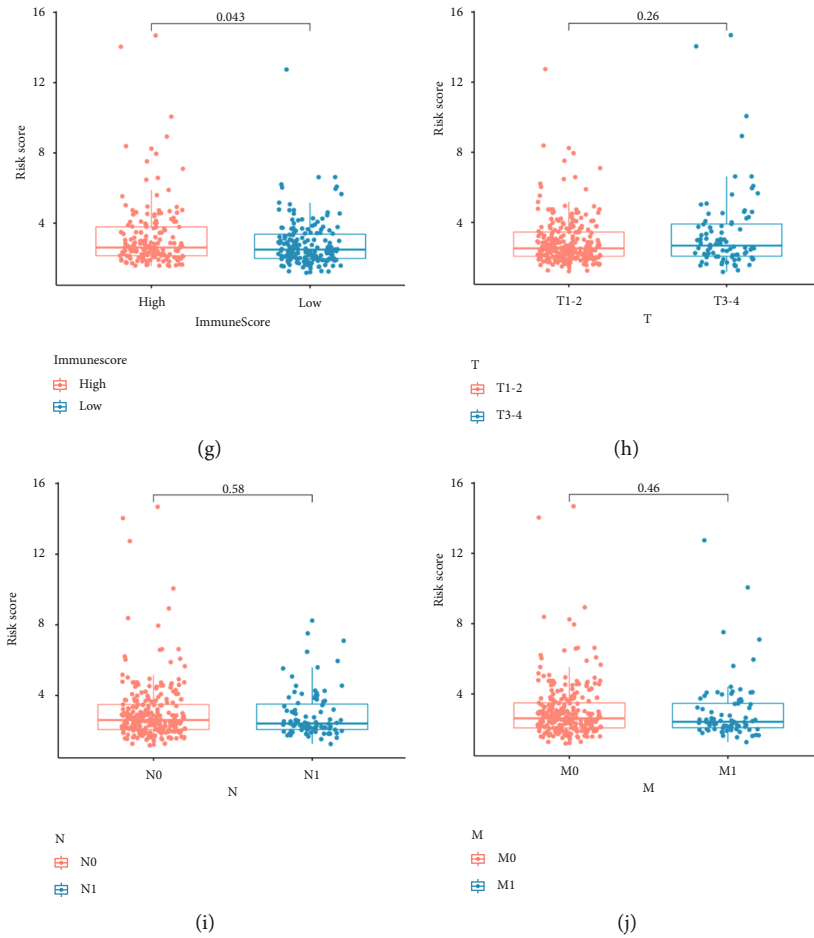 16
12
8
4
Risk score
0.043
High
Low
ImmuneScore
Immunescore
High
Low
(g)
16
12
8
4
Risk score
0.26
T1-2
T3-4
T
T
T1-2
T3-4
(h)
16
12
8
4
Risk score
0.58
N0
N1
N
N
N0
N1
(i)
16
12
8
4
Risk score
0.46
M0
M1
M
M
M0
M1
(j)